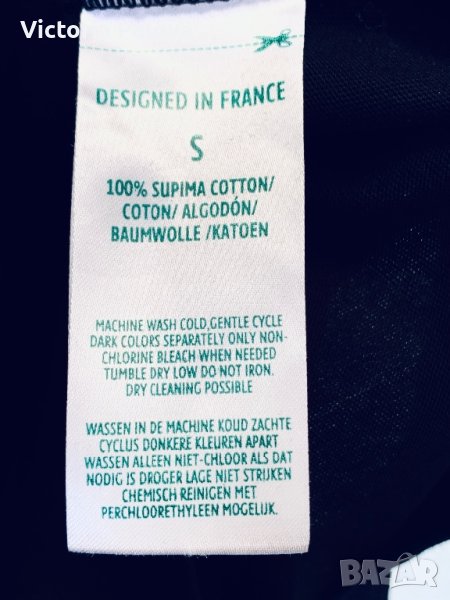 Victo
DESIGNED IN FRANCE
S
100% SUPIMA COTTON/
COTON/ ALGODÓN/
BAUMWOLLE /KATOEN
MACHINE WASH COLD,GENTLE CYCLE
DARK COLORS SEPARATELY ONLY NON-
CHLORINE BLEACH WHEN NEEDED
TUMBLE DRY LOW DO NOT IRON.
DRY CLEANING POSSIBLE
WASSEN IN DE MACHINE KOUD ZACHTE
CYCLUS DONKERE KLEUREN APART
WASSEN ALLEEN NIET-CHLOOR ALS DAT
NODIG IS DROGER LAGE NIET STRIJKEN
CHEMISCH REINIGEN MET
PERCHLOORETHYLEEN MOGELIJK.
BAZAR